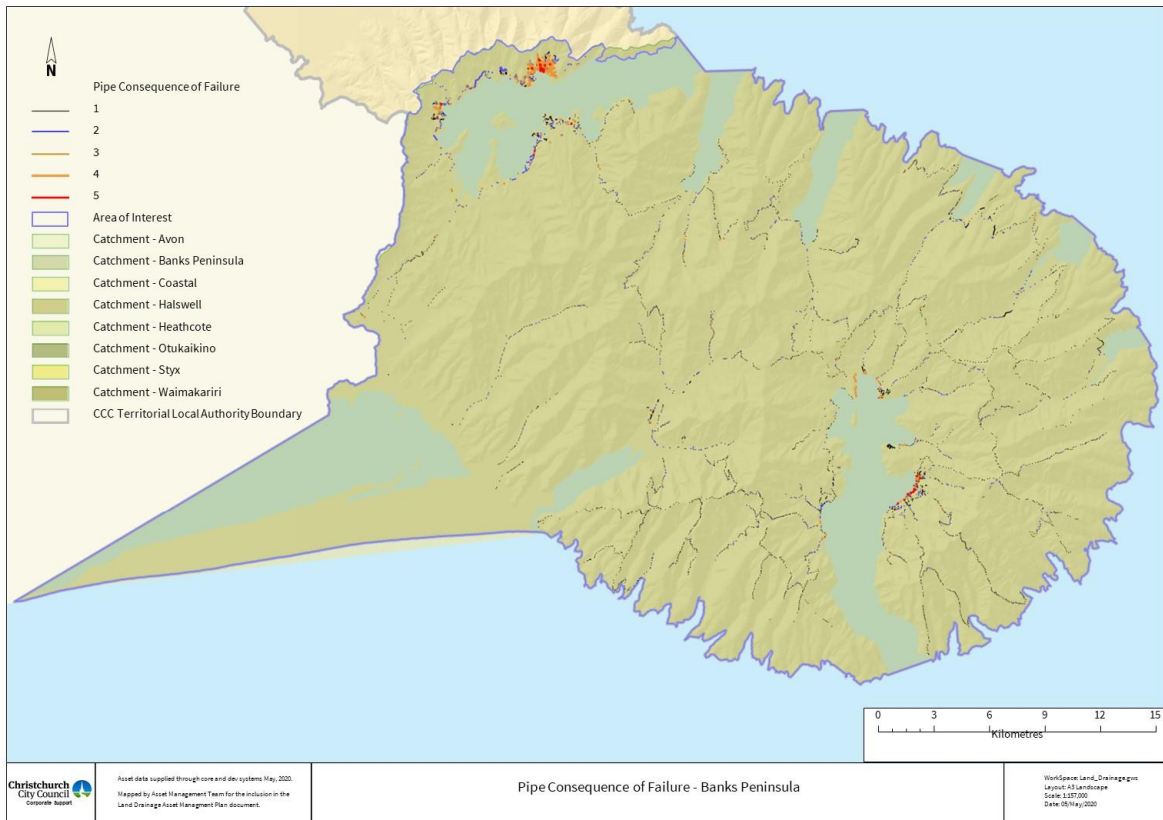 N
Pipe Consequence of Failure
1
2
3
4
5
Area of Interest
Catchment - Avon
Catchment - Banks Peninsula
Catchment - Coastal
Catchment - Halswell
Catchment - Heathcote
Catchment - Otukaikino
Catchment - Styx
Catchment - Waimakariri
CCC Territorial Local Authority Boundary
0 3 6 9 12 15
Kilometres
Christchurch
City Council
Corporate Support
Asset data supplied through core and dev systems May, 2020.
Mapped by Asset Management Team for the inclusion in the
Land Drainage Asset Managment Plan document.
Pipe Consequence of Failure - Banks Peninsula
WorkSpace: Land_Drainage.gws
Layout: A3 Landscape
Scale: 1:157,000
Date: 05/May/2020